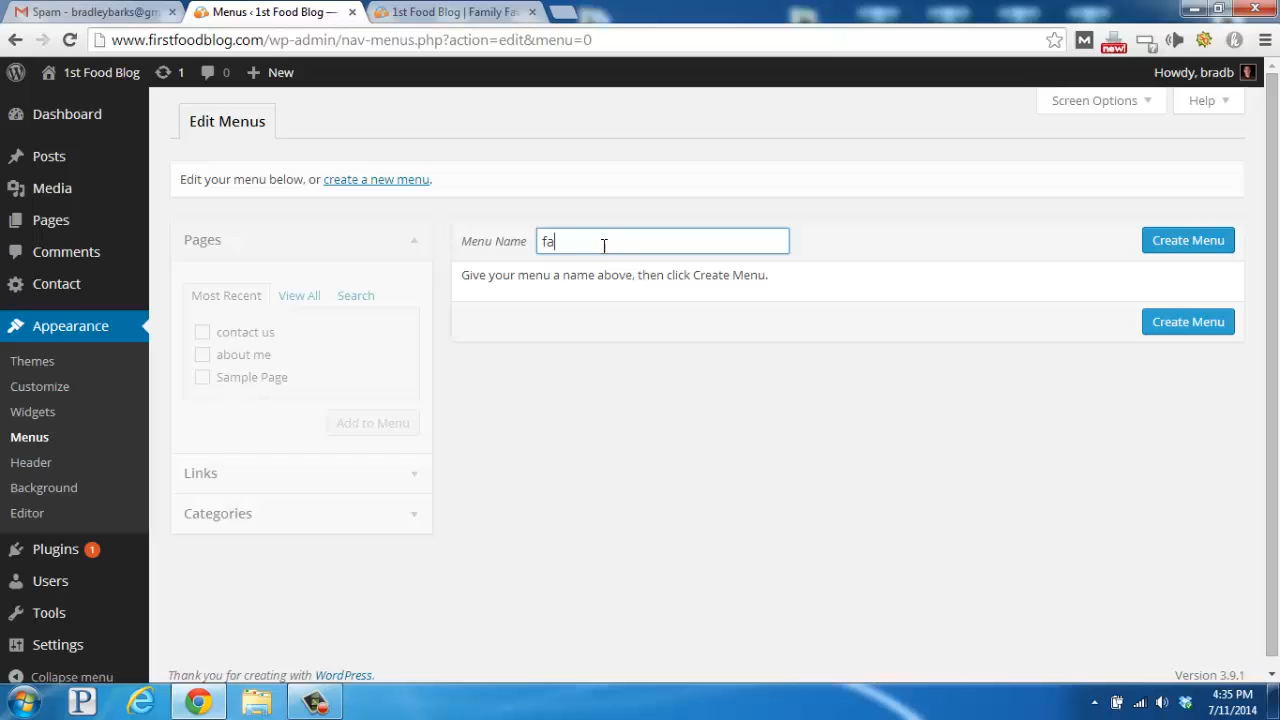 Spam - bradleybarks@gm
Menus ‹ 1st Food Blog —
1st Food Blog | Family Fa
www.firstfoodblog.com/wp-admin/nav-menus.php?action=edit&menu=0
new!
1st Food Blog
1
0
New
Howdy, bradb
Dashboard
Posts
Media
Pages
Comments
Contact
Appearance
Themes
Customize
Widgets
Menus
Header
Background
Editor
Plugins 1
Users
Tools
Settings
Collapse menu
Screen Options
Help
Edit Menus
Edit your menu below, or create a new menu.
Pages
Most Recent
View All
Search
contact us
about me
Sample Page
Add to Menu
Links
Categories
Menu Name
fa
Create Menu
Give your menu a name above, then click Create Menu.
Create Menu
Thank you for creating with WordPress.
Version 3.9.1
4:35 PM
7/11/2014